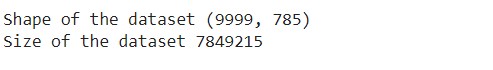 Shape of the dataset (9999, 785)
Size of the dataset 7849215